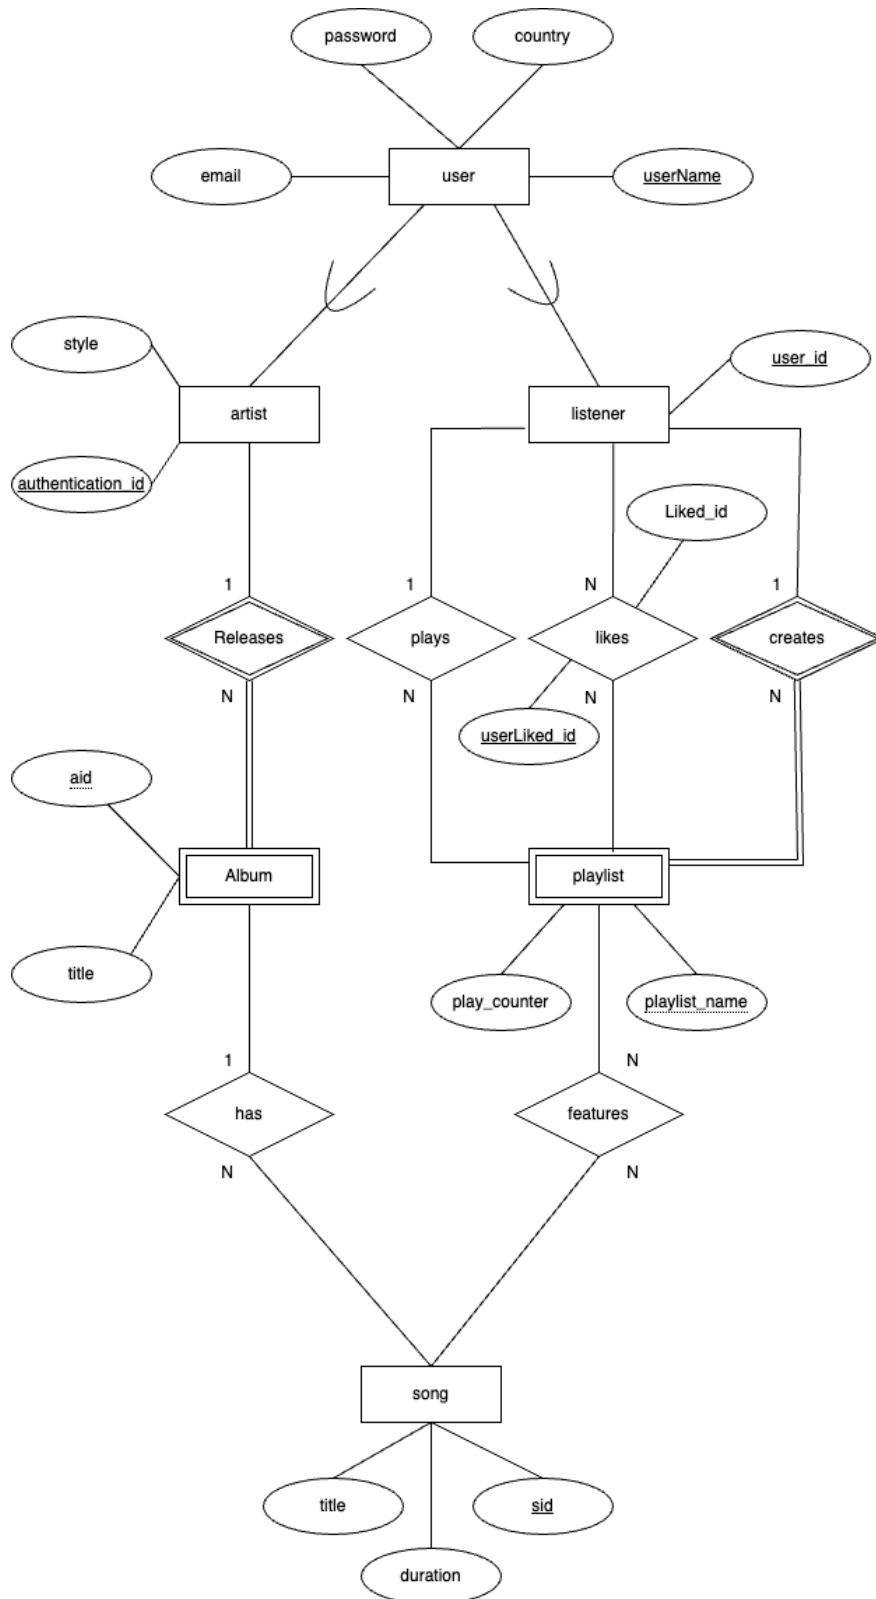 password
country
email
user
userName
style
user_id
artist
listener
authentication_id
Liked_id
1
1
N
1
Releases
plays
likes
creates
N
N
N
N
userLiked_id
aid
Album
playlist
title
play_counter
playlist_name
1
N
has
features
N
N
song
title
sid
duration